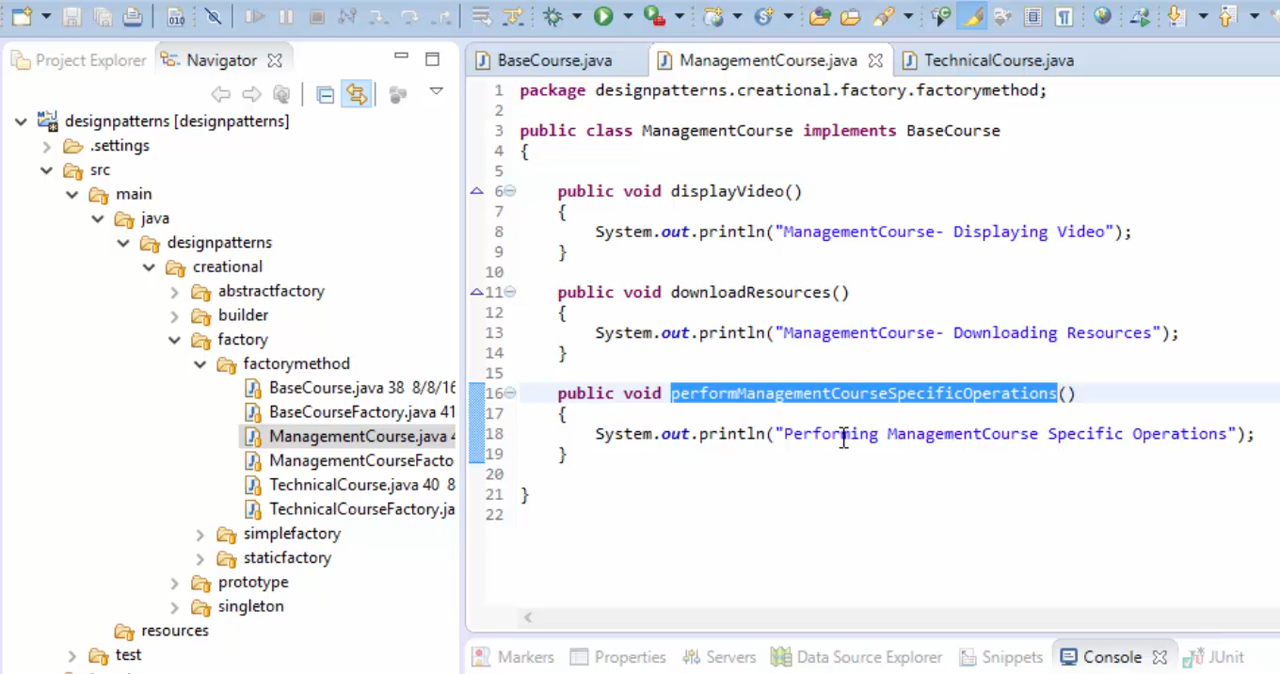 Project Explorer
Navigator
designpatterns [designpatterns]
.settings
src
main
java
designpatterns
creational
abstractfactory
builder
factory
factorymethod
BaseCourse.java 38 8/8/16
BaseCourseFactory.java 41
ManagementCourse.java 4
ManagementCourseFacto
TechnicalCourse.java 40 8
TechnicalCourseFactory.ja
simplefactory
staticfactory
prototype
singleton
resources
test
BaseCourse.java
ManagementCourse.java
TechnicalCourse.java
1 package designpatterns.creational.factory.factorymethod;
2
3 public class ManagementCourse implements BaseCourse
4 {
5
6 public void displayVideo()
7 {
8 System.out.println("ManagementCourse- Displaying Video");
9 }
10
11 public void downloadResources()
12 {
13 System.out.println("ManagementCourse- Downloading Resources");
14 }
15
16 public void performManagementCourseSpecificOperations()
17 {
18 System.out.println("Performing ManagementCourse Specific Operations");
19 }
20
21 }
22
Markers
Properties
Servers
Data Source Explorer
Snippets
Console
JUnit